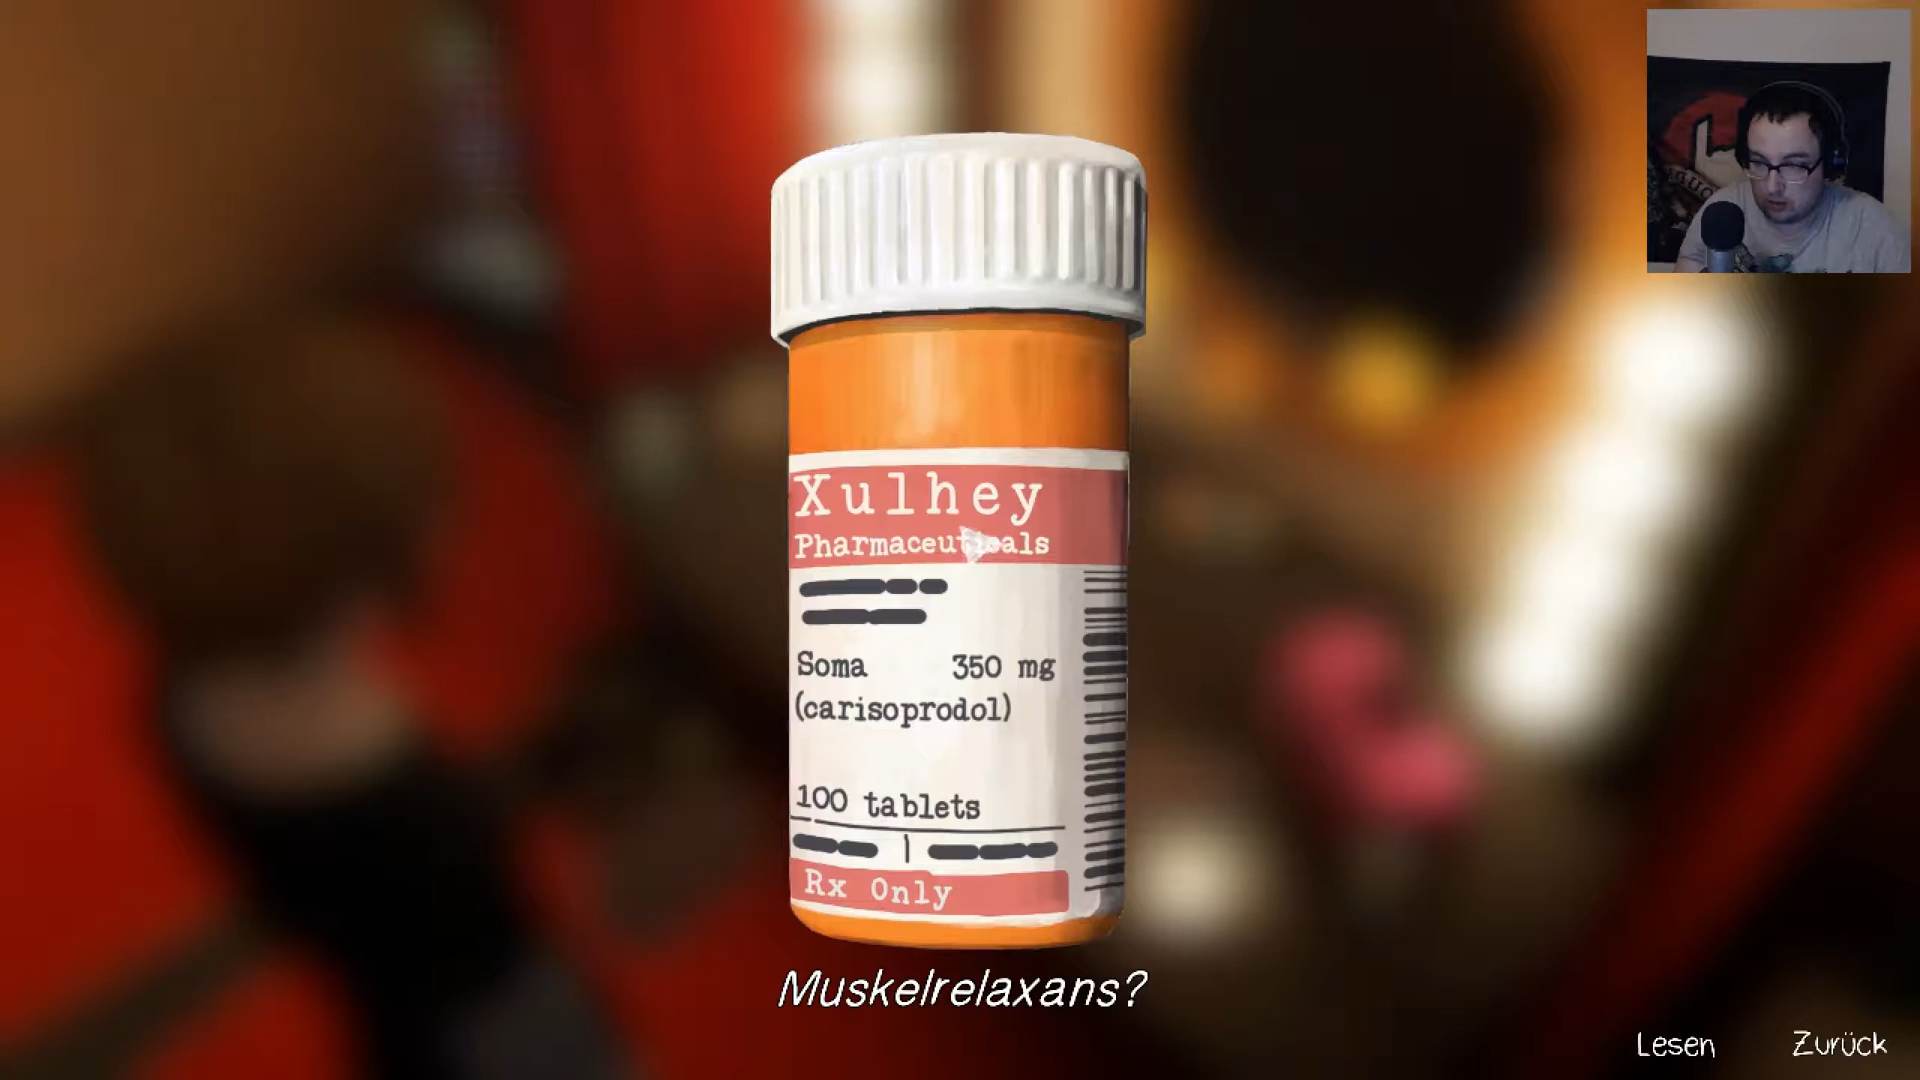 Xulhey
Pharmaceuticals
Soma 350 mg
(carisoprodol)
100 tablets
Rx Only
Muskelrelaxans?
Lesen Zurück